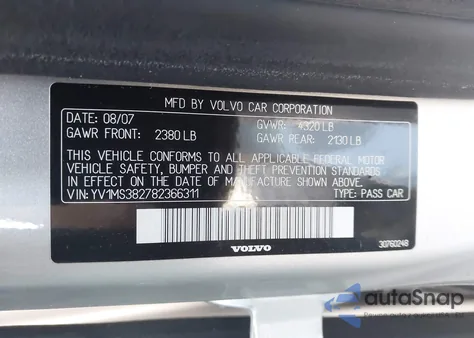 MFD BY VOLVO CAR CORPORATION
DATE: 08/07 GVWR: 4320 LB
GAWR FRONT: 2380 LB GAWR REAR: 2130 LB
THIS VEHICLE CONFORMS TO ALL APPLICABLE FEDERAL MOTOR
VEHICLE SAFETY, BUMPER AND THEFT PREVENTION STANDARDS
IN EFFECT ON THE DATE OF MANUFACTURE SHOWN ABOVE.
VIN: YV1MS382782366311 TYPE: PASS CAR
VOLVO
30760248
autoSnap